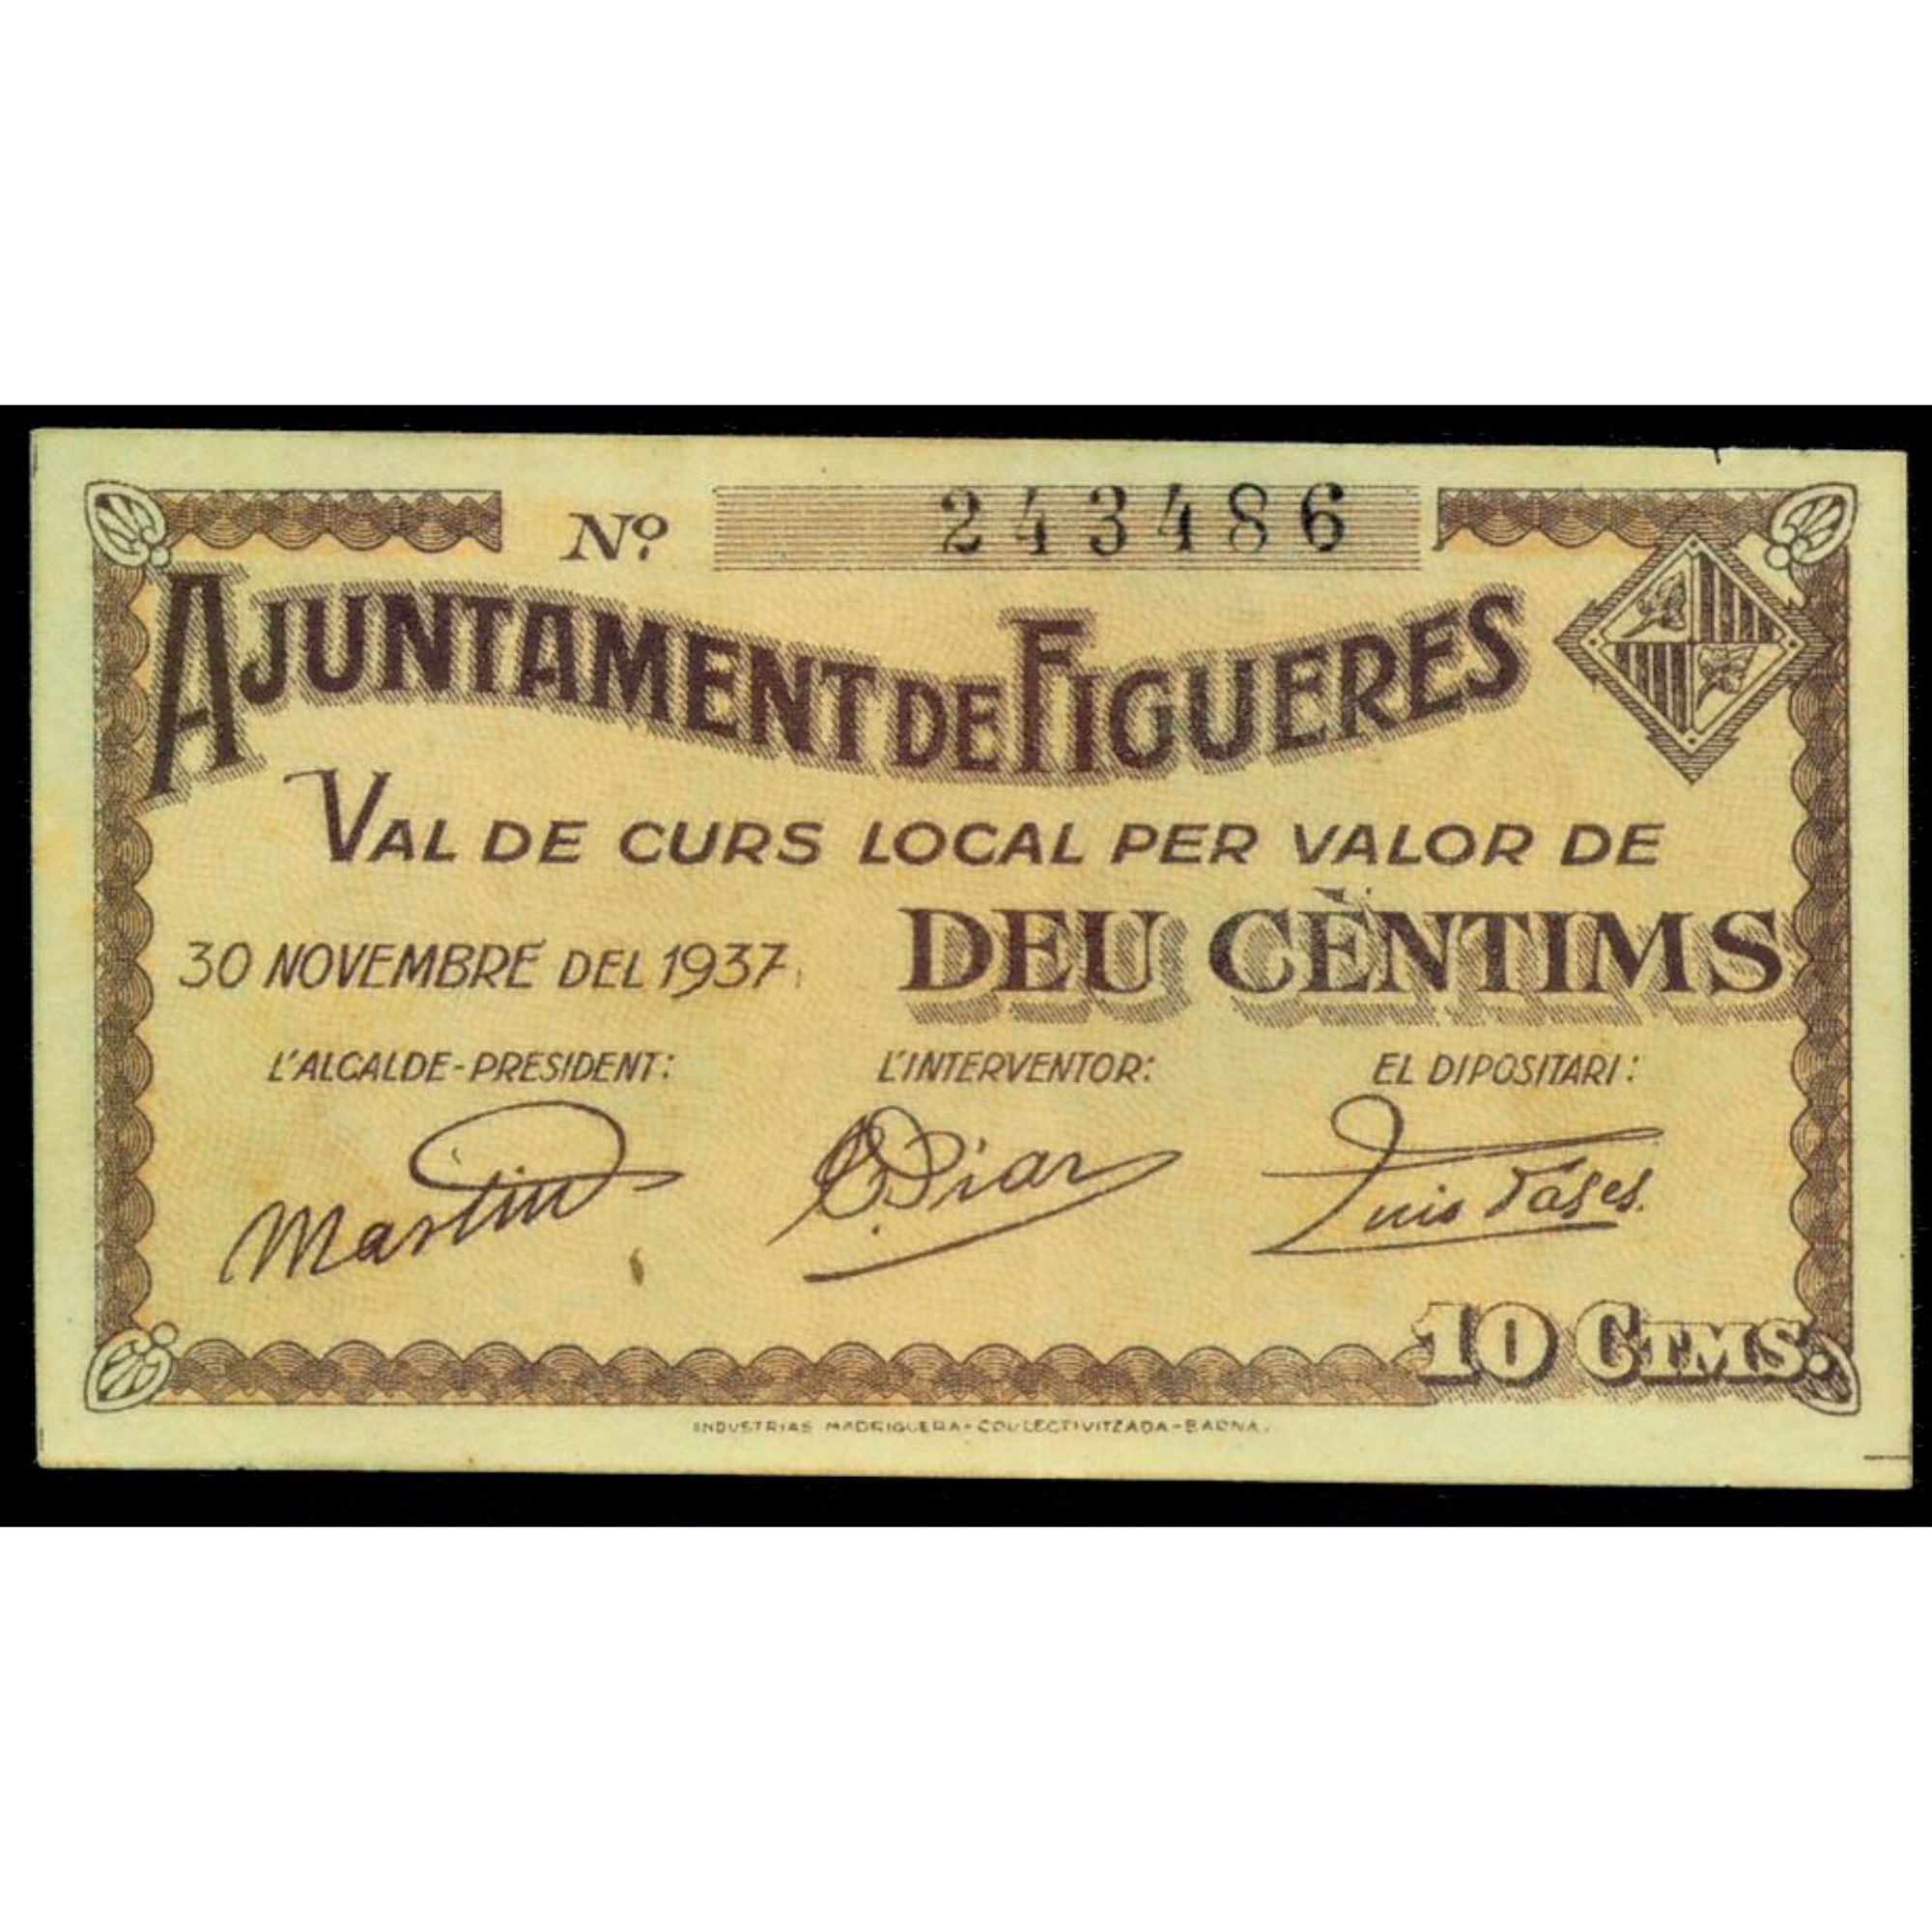 Nº 243486
AJUNTAMENT DE FIGUERES
VAL DE CURS LOCAL PER VALOR DE
DEU CÈNTIMS
30 NOVEMBRE DEL 1937
L'ALCALDE-PRESIDENT: L'INTERVENTOR: EL DIPOSITARI:
Martin
10 CTMS.
INDUSTRIAS MADRIGUERA-COL·LECTIVITZADA-BARNA.